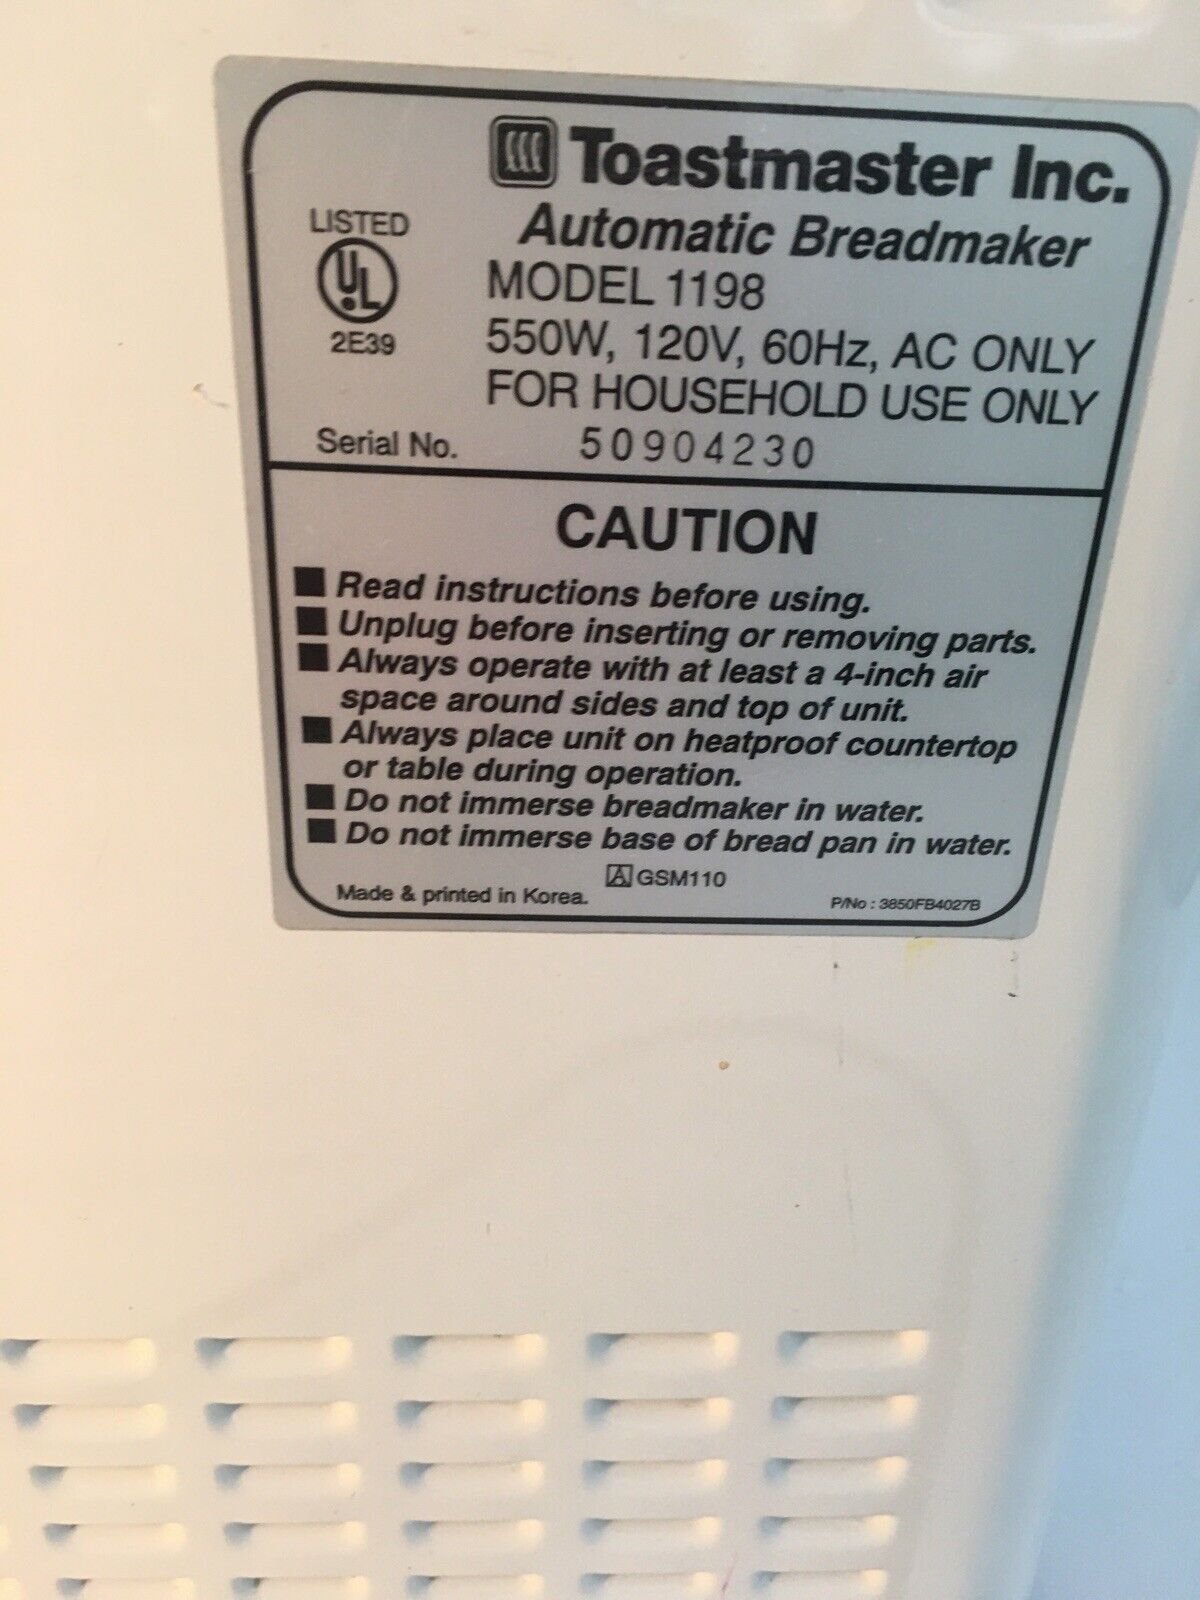 Toastmaster Inc.
Automatic Breadmaker
LISTED
UL
2E39
MODEL 1198
550W, 120V, 60Hz, AC ONLY
FOR HOUSEHOLD USE ONLY
Serial No. 50904230
CAUTION
■ Read instructions before using.
■ Unplug before inserting or removing parts.
■ Always operate with at least a 4-inch air
space around sides and top of unit.
■ Always place unit on heatproof countertop
or table during operation.
■ Do not immerse breadmaker in water.
■ Do not immerse base of bread pan in water.
A GSM110
Made & printed in Korea. P/No : 3850FB4027B